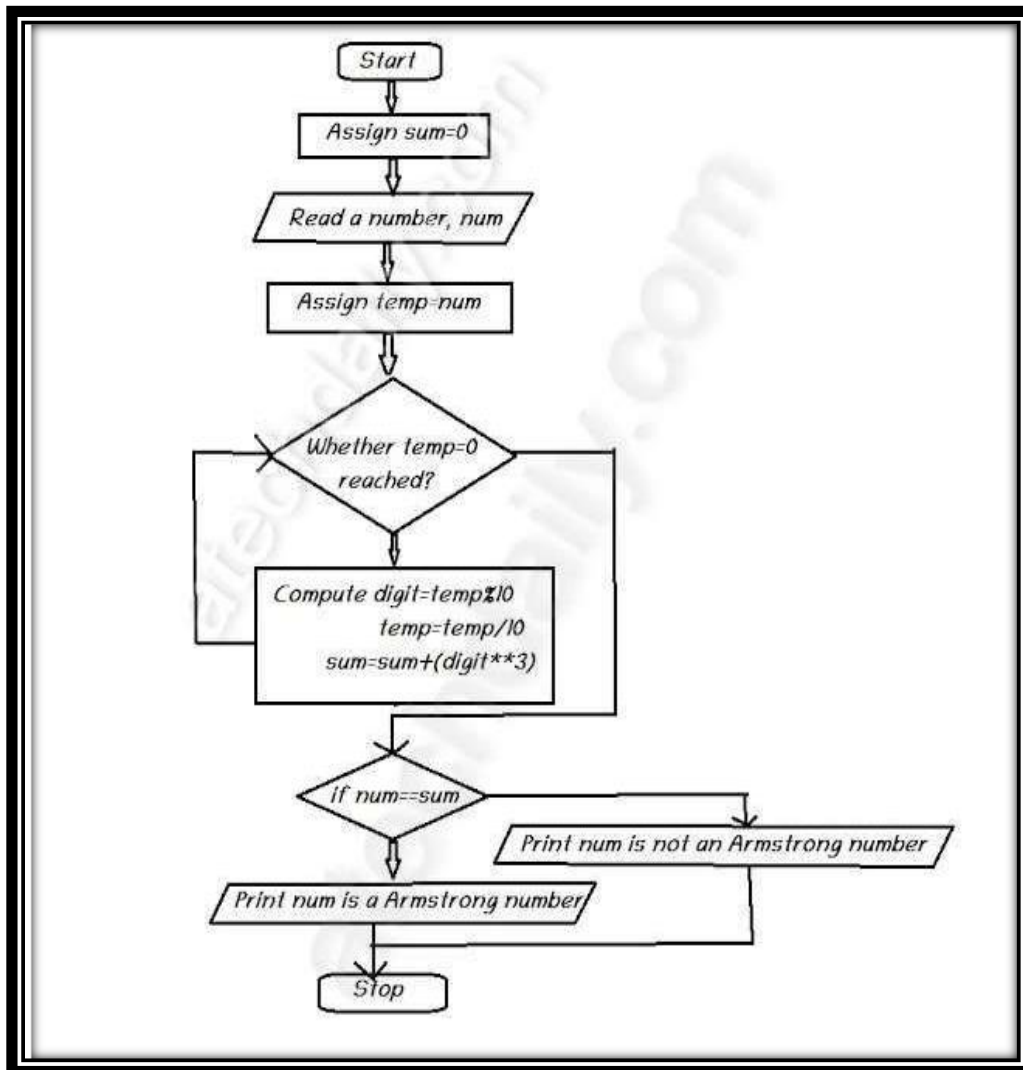 Start
Assign sum=0
Read a number, num
Assign temp=num
Whether temp=0
reached?
Compute digit=temp%10
temp=temp/10
sum=sum+(digit**3)
if num==sum
Print num is not an Armstrong number
Print num is a Armstrong number
Stop